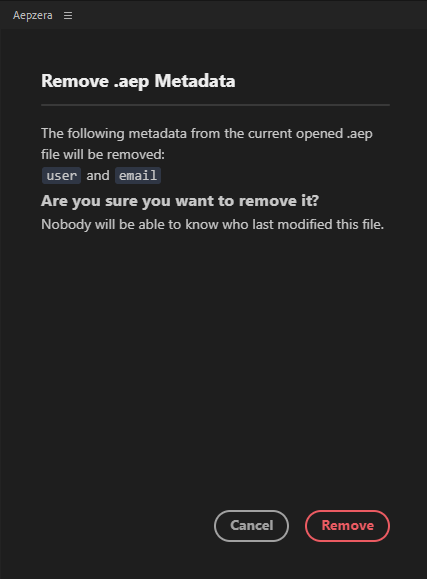 Aepzera
Remove .aep Metadata
The following metadata from the current opened .aep
file will be removed:
user and email
Are you sure you want to remove it?
Nobody will be able to know who last modified this file.
Cancel Remove